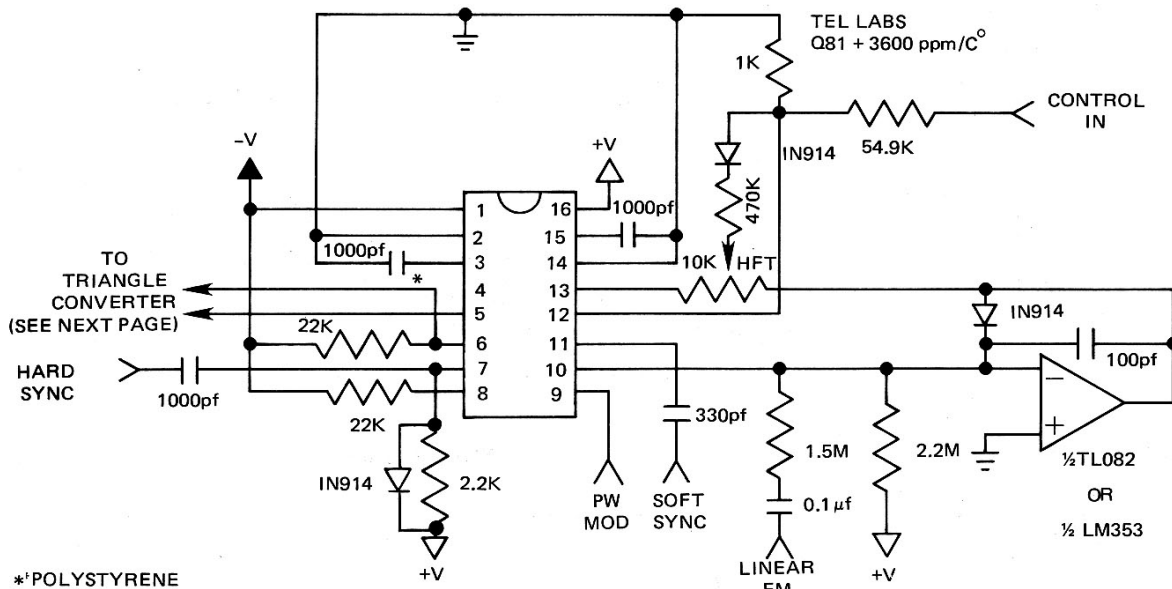 TEL LABS
Q81 + 3600 ppm/C°
1K
CONTROL
IN
54.9K
IN914
-V
+V
470K
1000pf
1000pf
*
10K
HFT
1
2
3
4
5
6
7
8
16
15
14
13
12
11
10
9
TO
TRIANGLE
CONVERTER
(SEE NEXT PAGE)
22K
HARD
SYNC
1000pf
22K
IN914
2.2K
+V
330pf
PW
MOD
SOFT
SYNC
1.5M
0.1 µf
LINEAR
FM
2.2M
+V
IN914
100pf
−
+
½TL082
OR
½ LM353
*POLYSTYRENE